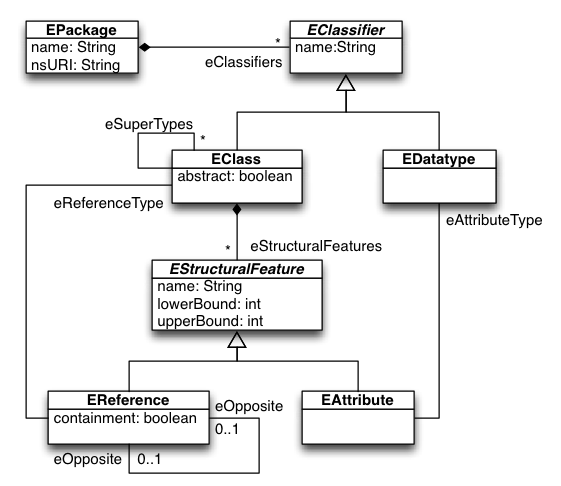 EPackage
name: String
nsURI: String
*
eClassifiers
EClassifier
name:String
eSuperTypes
*
EClass
abstract: boolean
EDatatype
eReferenceType
eAttributeType
*
eStructuralFeatures
EStructuralFeature
name: String
lowerBound: int
upperBound: int
EReference
containment: boolean
eOpposite
0..1
EAttribute
eOpposite
0..1